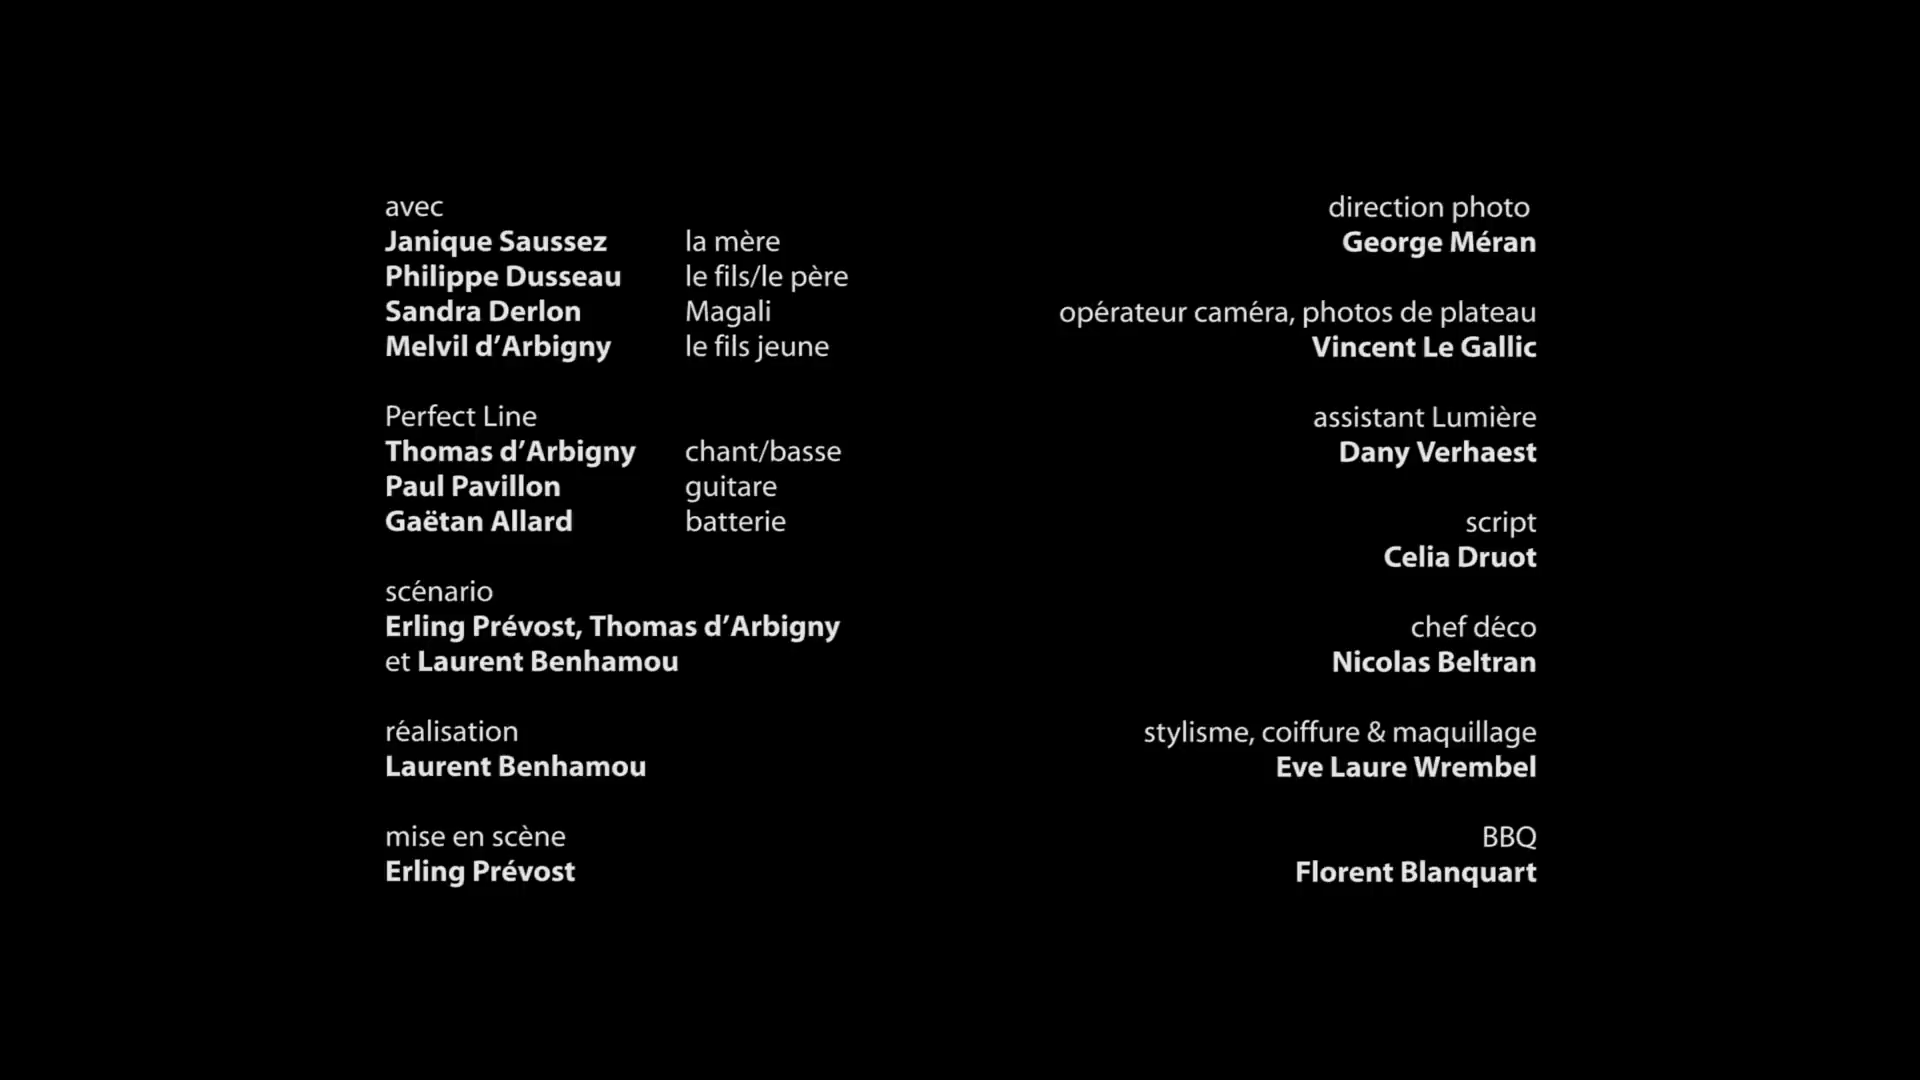 avec
Janique Saussez la mère
Philippe Dusseau le fils/le père
Sandra Derlon Magali
Melvil d’Arbigny le fils jeune
Perfect Line
Thomas d’Arbigny chant/basse
Paul Pavillon guitare
Gaëtan Allard batterie
scénario
Erling Prévost, Thomas d’Arbigny
et Laurent Benhamou
réalisation
Laurent Benhamou
mise en scène
Erling Prévost
direction photo
George Méran
opérateur caméra, photos de plateau
Vincent Le Gallic
assistant Lumière
Dany Verhaest
script
Celia Druot
chef déco
Nicolas Beltran
stylisme, coiffure & maquillage
Eve Laure Wrembel
BBQ
Florent Blanquart